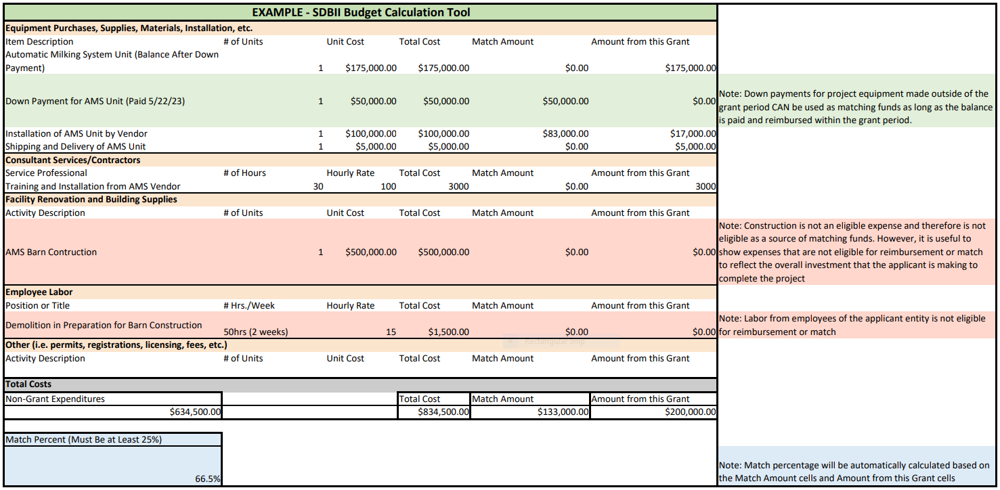 EXAMPLE - SDBII Budget Calculation Tool
Equipment Purchases, Supplies, Materials, Installation, etc.
Item Description # of Units Unit Cost Total Cost Match Amount Amount from this Grant
Automatic Milking System Unit (Balance After Down
Payment) 1 $175,000.00 $175,000.00 $0.00 $175,000.00
Down Payment for AMS Unit (Paid 5/22/23) 1 $50,000.00 $50,000.00 $50,000.00 $0.00
Note: Down payments for project equipment made outside of the
grant period CAN be used as matching funds as long as the balance
is paid and reimbursed within the grant period.
Installation of AMS Unit by Vendor 1 $100,000.00 $100,000.00 $83,000.00 $17,000.00
Shipping and Delivery of AMS Unit 1 $5,000.00 $5,000.00 $0.00 $5,000.00
Consultant Services/Contractors
Service Professional # of Hours Hourly Rate Total Cost Match Amount Amount from this Grant
Training and Installation from AMS Vendor 30 100 3000 $0.00 3000
Facility Renovation and Building Supplies
Activity Description # of Units Unit Cost Total Cost Match Amount Amount from this Grant
AMS Barn Contruction 1 $500,000.00 $500,000.00 $0.00 $0.00
Note: Construction is not an eligible expense and therefore is not
eligible as a source of matching funds. However, it is useful to
show expenses that are not eligible for reimbursement or match
to reflect the overall investment that the applicant is making to
complete the project
Employee Labor
Position or Title # Hrs./Week Hourly Rate Total Cost Match Amount Amount from this Grant
Demolition in Preparation for Barn Construction 50hrs (2 weeks) 15 $1,500.00 $0.00 $0.00
Note: Labor from employees of the applicant entity is not eligible
for reimbursement or match
Rectangular Snip
Other (i.e. permits, registrations, licensing, fees, etc.)
Activity Description # of Units Unit Cost Total Cost Match Amount Amount from this Grant
Total Costs
Non-Grant Expenditures Total Cost Match Amount Amount from this Grant
$634,500.00 $834,500.00 $133,000.00 $200,000.00
Match Percent (Must Be at Least 25%)
66.5%
Note: Match percentage will be automatically calculated based on
the Match Amount cells and Amount from this Grant cells